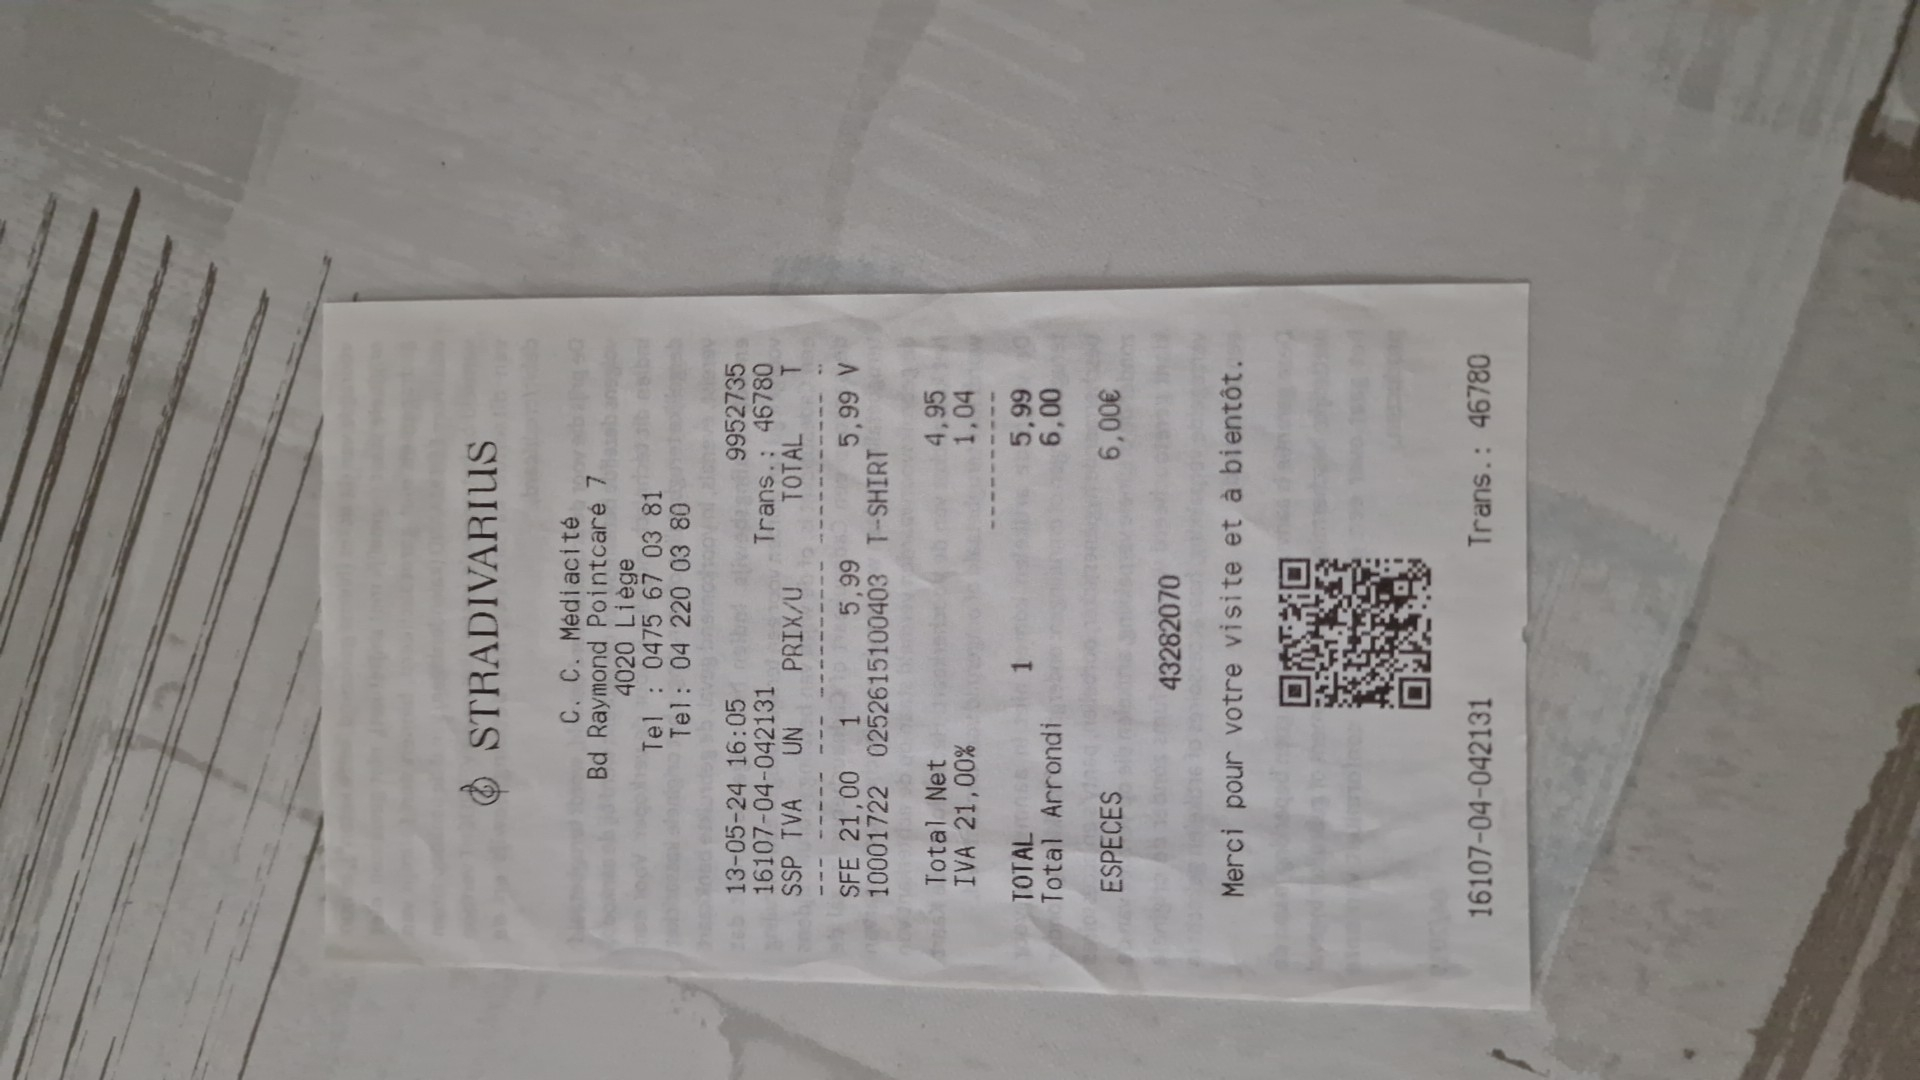 STRADIVARIUS
C. C. Médiacité
Bd Raymond Pointcaré 7
4020 Liège
Tel : 0475 67 03 81
Tel: 04 220 03 80
13-05-24 16:05 9952735
16107-04-042131 Trans.: 46780
SSP TVA UN PRIX/U TOTAL T
SFE 21,00 1 5,99 5,99 V
10001722 0252615100403 T-SHIRT
Total Net 4,95
IVA 21,00% 1,04
TOTAL 1 5,99
Total Arrondi 6,00
ESPECES 6,00€
43282070
Merci pour votre visite et à bientôt.
16107-04-042131 Trans.: 46780